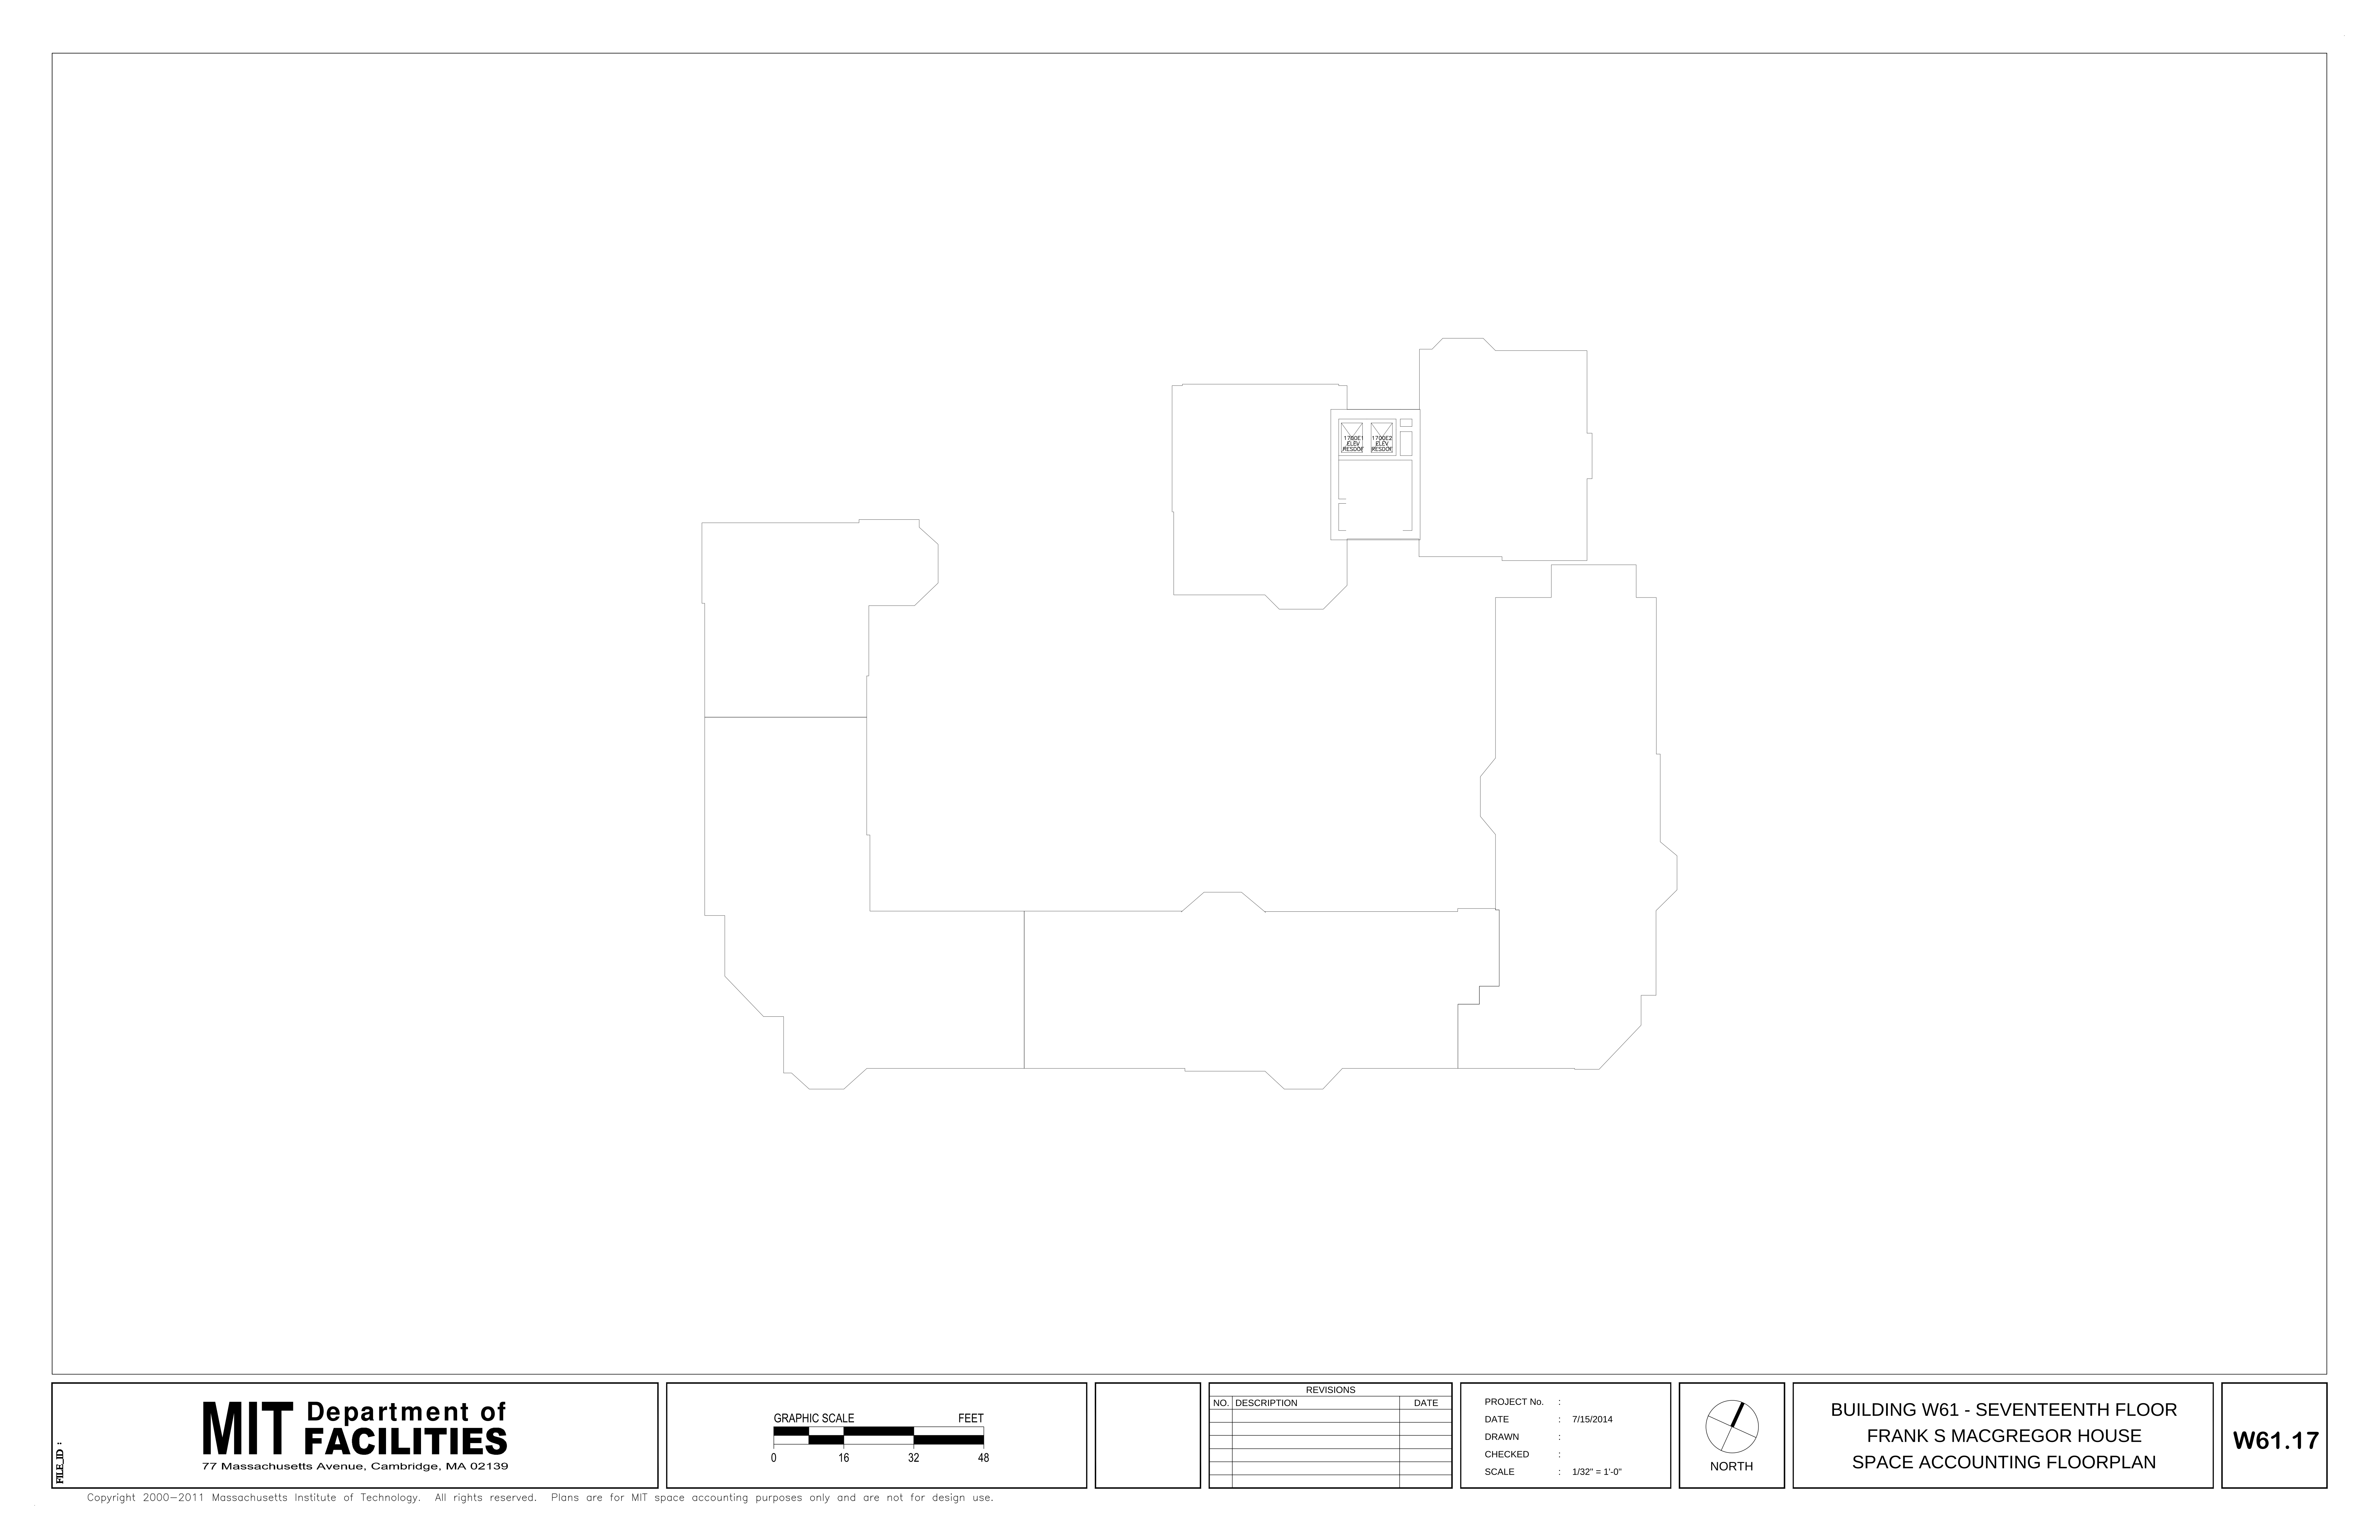 1700E1
ELEV
RESDOF
1700E2
ELEV
RESDOF
FILE_ID :
MIT Department of
FACILITIES
77 Massachusetts Avenue, Cambridge, MA 02139
GRAPHIC SCALE FEET
0 16 32 48
REVISIONS
NO. DESCRIPTION DATE
PROJECT No. :
DATE : 7/15/2014
DRAWN :
CHECKED :
SCALE : 1/32" = 1'-0"
NORTH
BUILDING W61 - SEVENTEENTH FLOOR
FRANK S MACGREGOR HOUSE
SPACE ACCOUNTING FLOORPLAN
W61.17
Copyright 2000-2011 Massachusetts Institute of Technology. All rights reserved. Plans are for MIT space accounting purposes only and are not for design use.